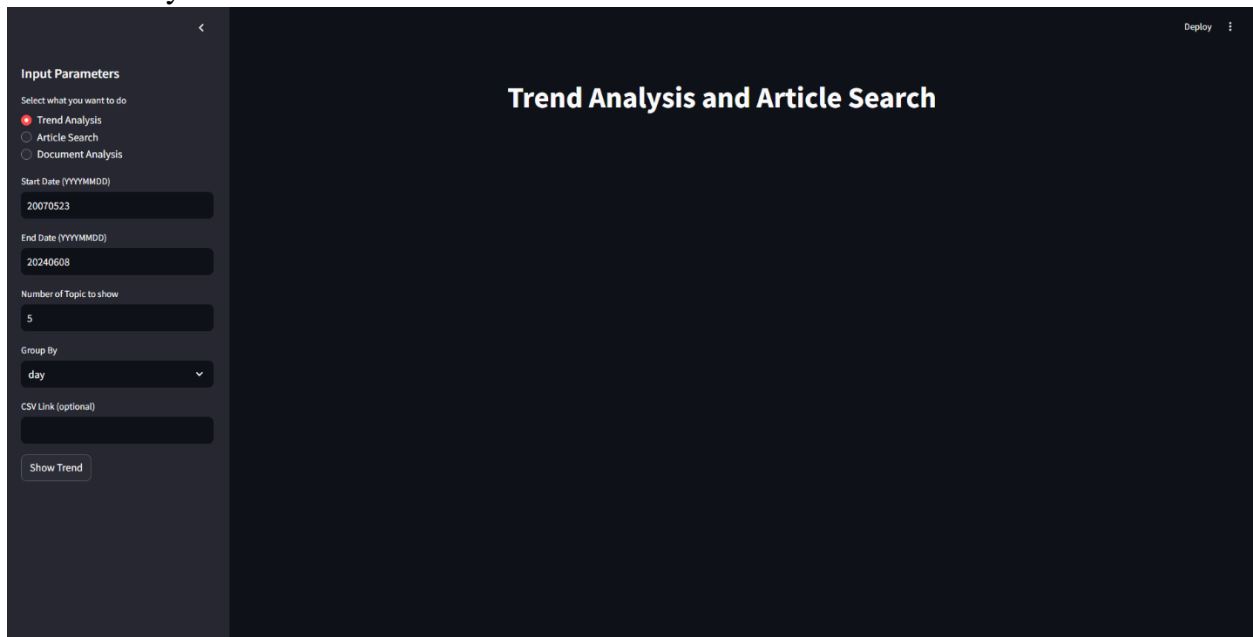 Deploy
Input Parameters
Select what you want to do
Trend Analysis
Article Search
Document Analysis
Start Date (YYYYMMDD)
20070523
End Date (YYYYMMDD)
20240608
Number of Topic to show
5
Group By
day
CSV Link (optional)
Show Trend
Trend Analysis and Article Search